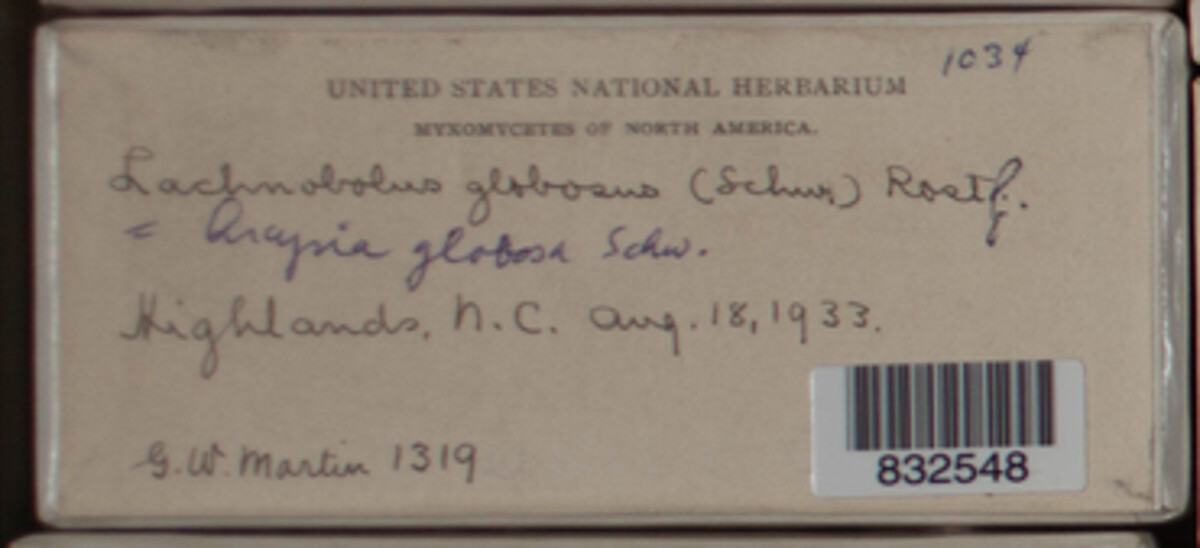 1034
UNITED STATES NATIONAL HERBARIUM
MYXOMYCETES OF NORTH AMERICA.
Lachnobolus globosus (Schw.) Rostf.
= Arcyria globosa Schw.
Highlands, N.C. Aug. 18, 1933.
G.W. Martin 1319
832548